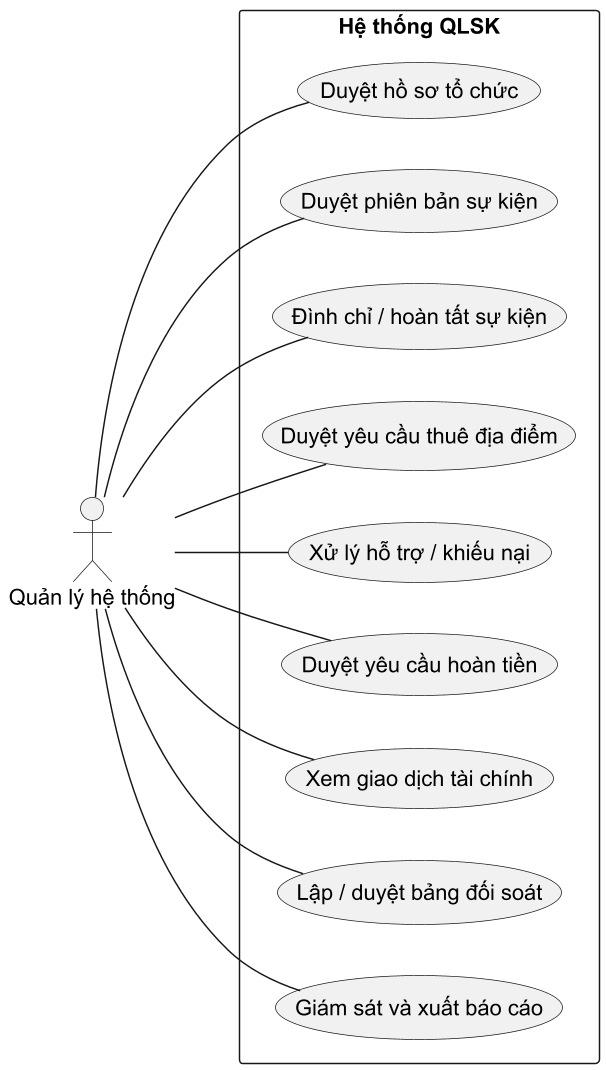 Hệ thống QLSK
Duyệt hồ sơ tổ chức
Duyệt phiên bản sự kiện
Đình chỉ / hoàn tất sự kiện
Duyệt yêu cầu thuê địa điểm
Xử lý hỗ trợ / khiếu nại
Quản lý hệ thống
Duyệt yêu cầu hoàn tiền
Xem giao dịch tài chính
Lập / duyệt bảng đối soát
Giám sát và xuất báo cáo